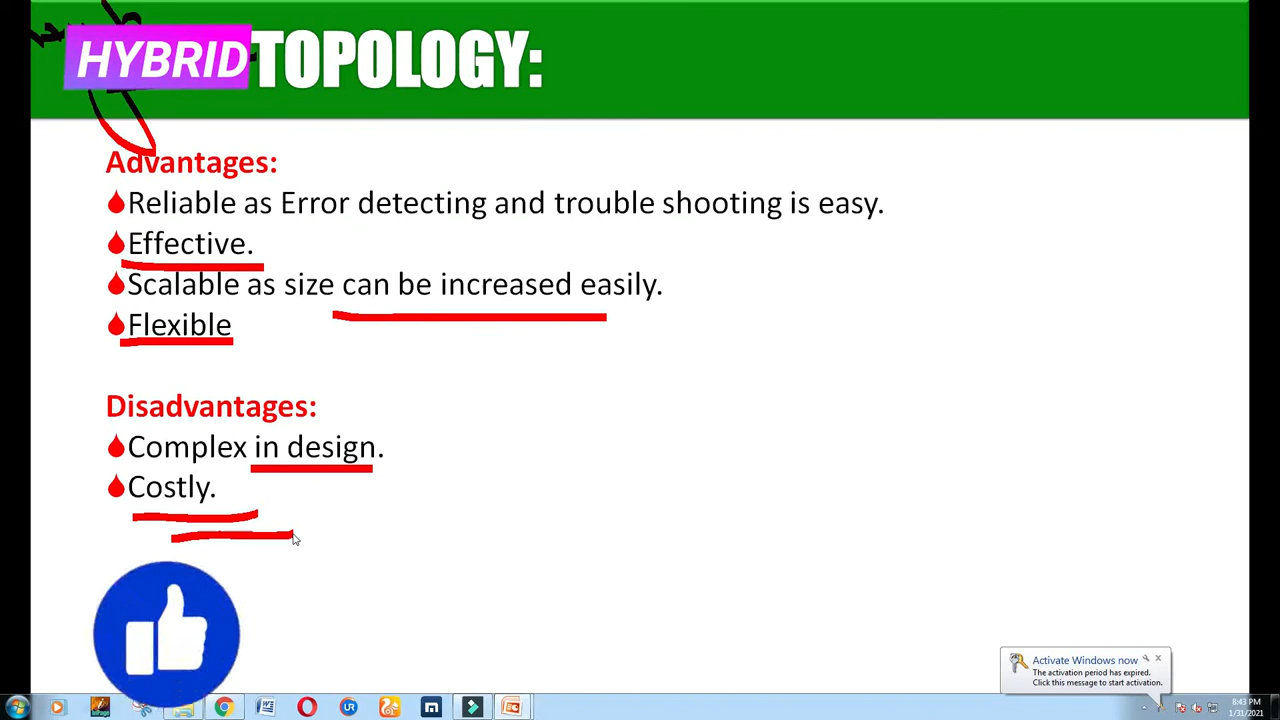 HYBRID TOPOLOGY:
Advantages:
Reliable as Error detecting and trouble shooting is easy.
Effective.
Scalable as size can be increased easily.
Flexible
Disadvantages:
Complex in design.
Costly.
Activate Windows now
The activation period has expired.
Click this message to start activation.
8:43 PM
1/31/2021